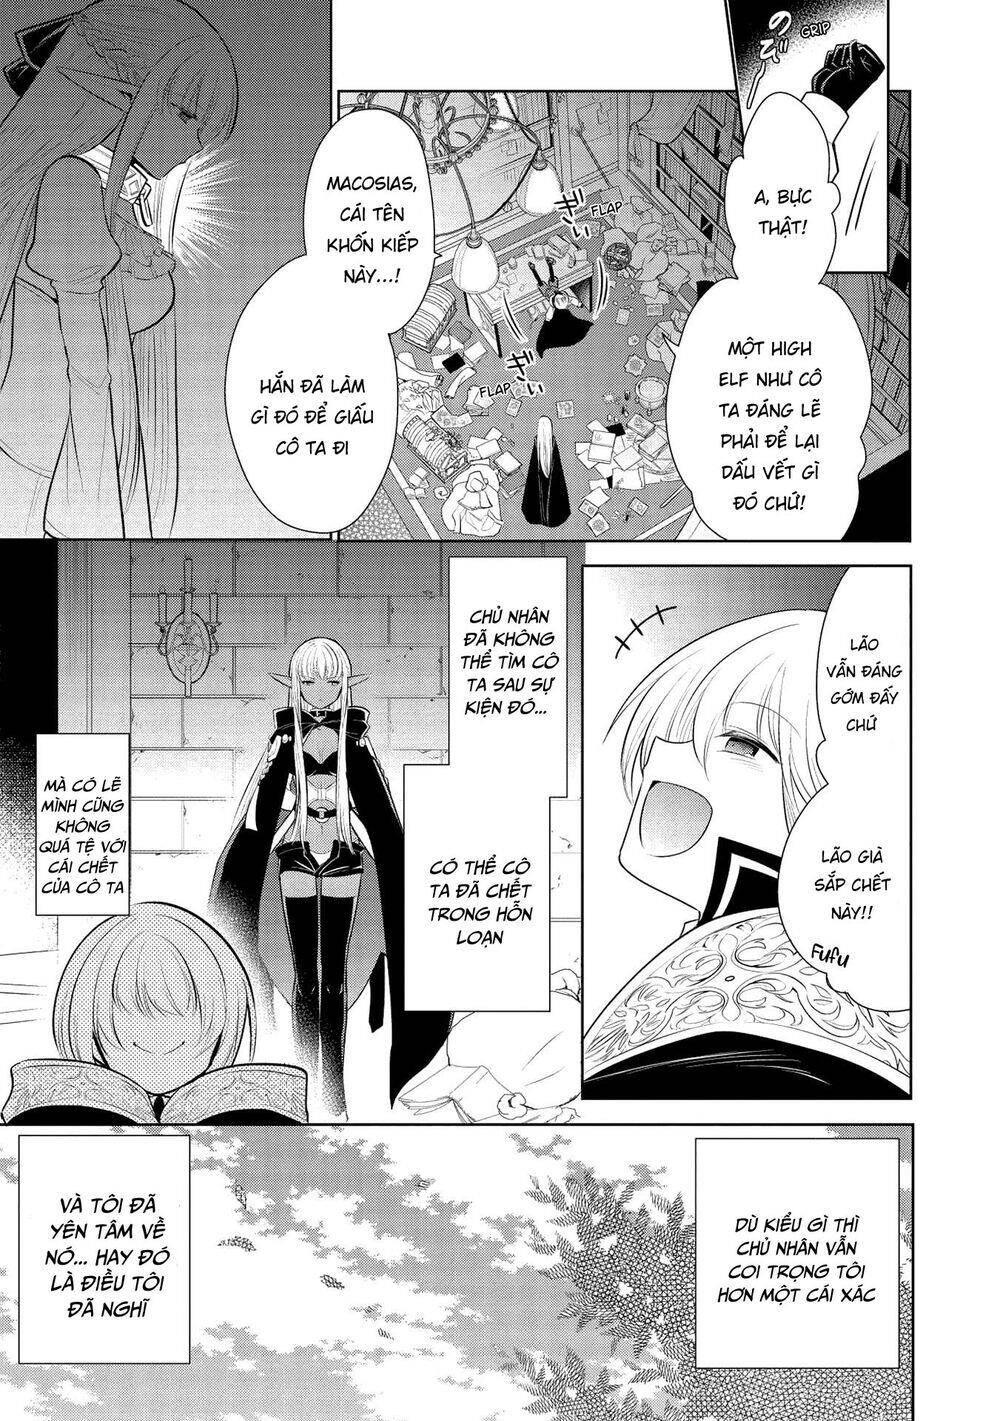 のび
GRIP
A, BỰC
THẬT!
MỘT HIGH
ELF NHƯ CÔ
TA ĐÁNG LẼ
PHẢI ĐỂ LẠI
DẤU VẾT GÌ
ĐÓ CHỨ!
FLAP
FLAP
MACOSIAS,
CÁI TÊN
KHỐN KIẾP
NÀY...!
HẮN ĐÃ LÀM
GÌ ĐÓ ĐỂ GIẤU
CÔ TA ĐI
LÃO
VẪN ĐÁNG
GỚM ĐẤY
CHỨ
LÃO GIÀ
SẮP CHẾT
NÀY!!
FUFU
CHỦ NHÂN
ĐÃ KHÔNG
THỂ TÌM CÔ
TA SAU SỰ
KIỆN ĐÓ...
CÓ THỂ CÔ
TA ĐÃ CHẾT
TRONG HỖN
LOẠN
MÀ CÓ LẼ
MÌNH CŨNG
KHÔNG
QUÁ TỆ VỚI
CÁI CHẾT
CỦA CÔ TA
DÙ KIỂU GÌ THÌ
CHỦ NHÂN VẪN
COI TRỌNG TÔI
HƠN MỘT CÁI XÁC
VÀ TÔI ĐÃ
YÊN TÂM VỀ
NÓ... HAY ĐÓ
LÀ ĐIỀU TÔI
ĐÃ NGHĨ